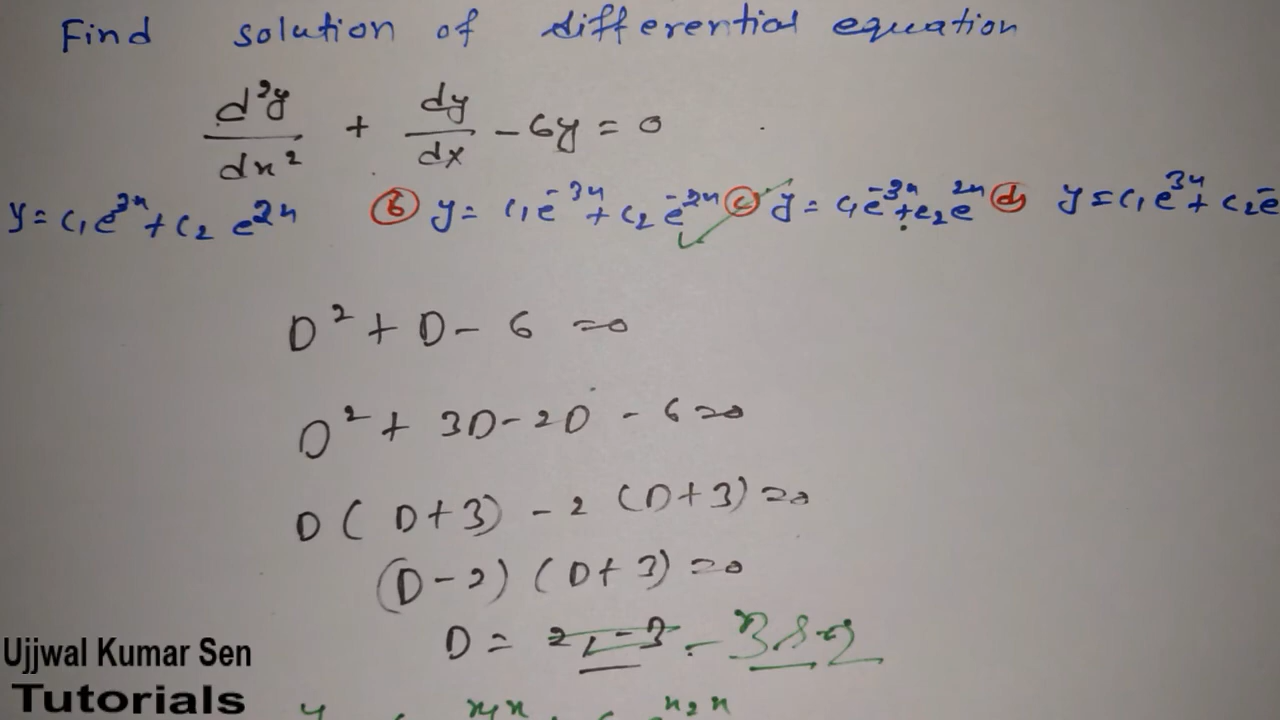 Find solution of differential equation
d²y/dx² + dy/dx - 6y = 0
y = c₁e³ˣ + c₂ e²ˣ (b) y = c₁e⁻³ˣ + c₂e⁻²ˣ (c) y = c₁e⁻³ˣ + c₂e²ˣ (d) y = c₁e³ˣ + c₂e⁻
D² + D - 6 = 0
D² + 3D - 2D - 6 = 0
D (D+3) - 2 (D+3) = 0
(D-2) (D+3) = 0
D = 2, -3
Ujjwal Kumar Sen
Tutorials